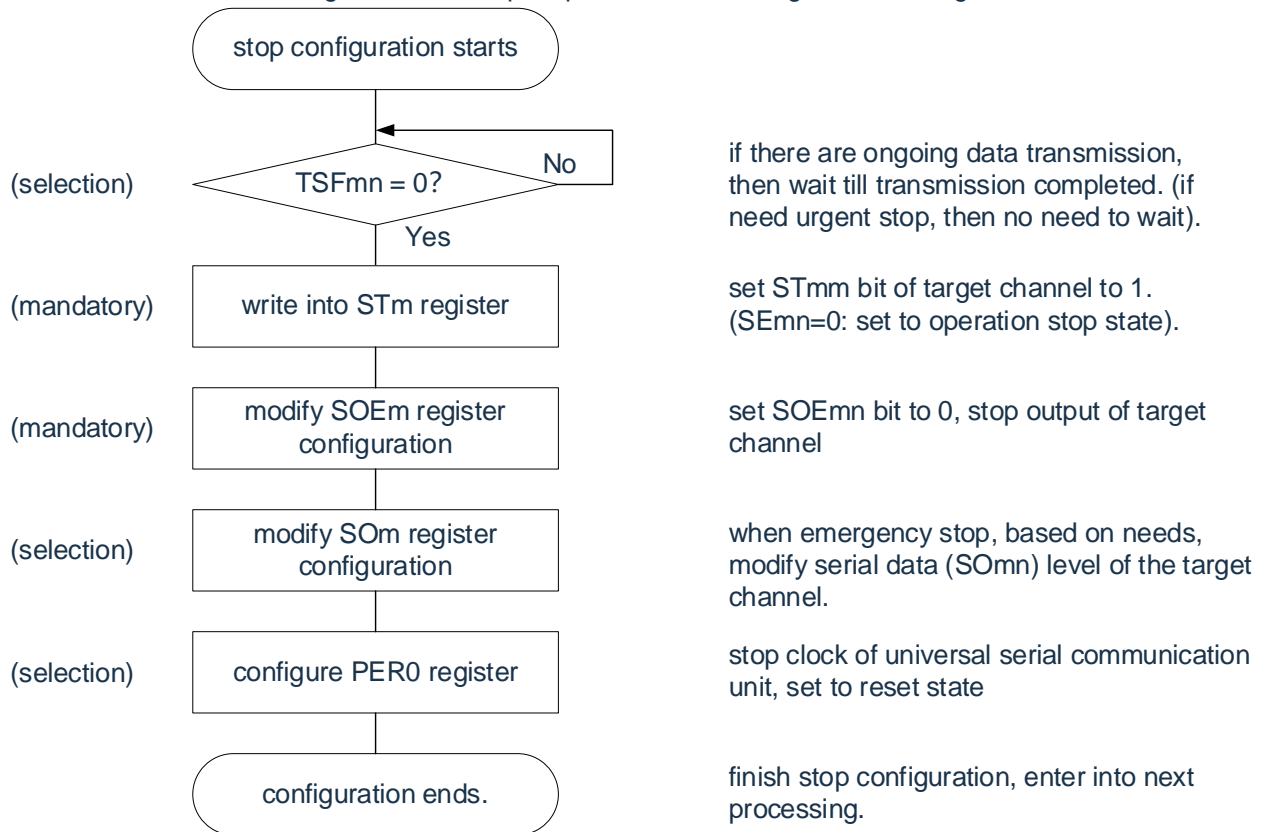 stop configuration starts
(selection)
TSFmn = 0?
No
Yes
if there are ongoing data transmission,
then wait till transmission completed. (if
need urgent stop, then no need to wait).
(mandatory)
write into STm register
set STmm bit of target channel to 1.
(SEmn=0: set to operation stop state).
(mandatory)
modify SOEm register
configuration
set SOEmn bit to 0, stop output of target
channel
(selection)
modify SOm register
configuration
when emergency stop, based on needs,
modify serial data (SOmn) level of the target
channel.
(selection)
configure PER0 register
stop clock of universal serial communication
unit, set to reset state
configuration ends.
finish stop configuration, enter into next
processing.